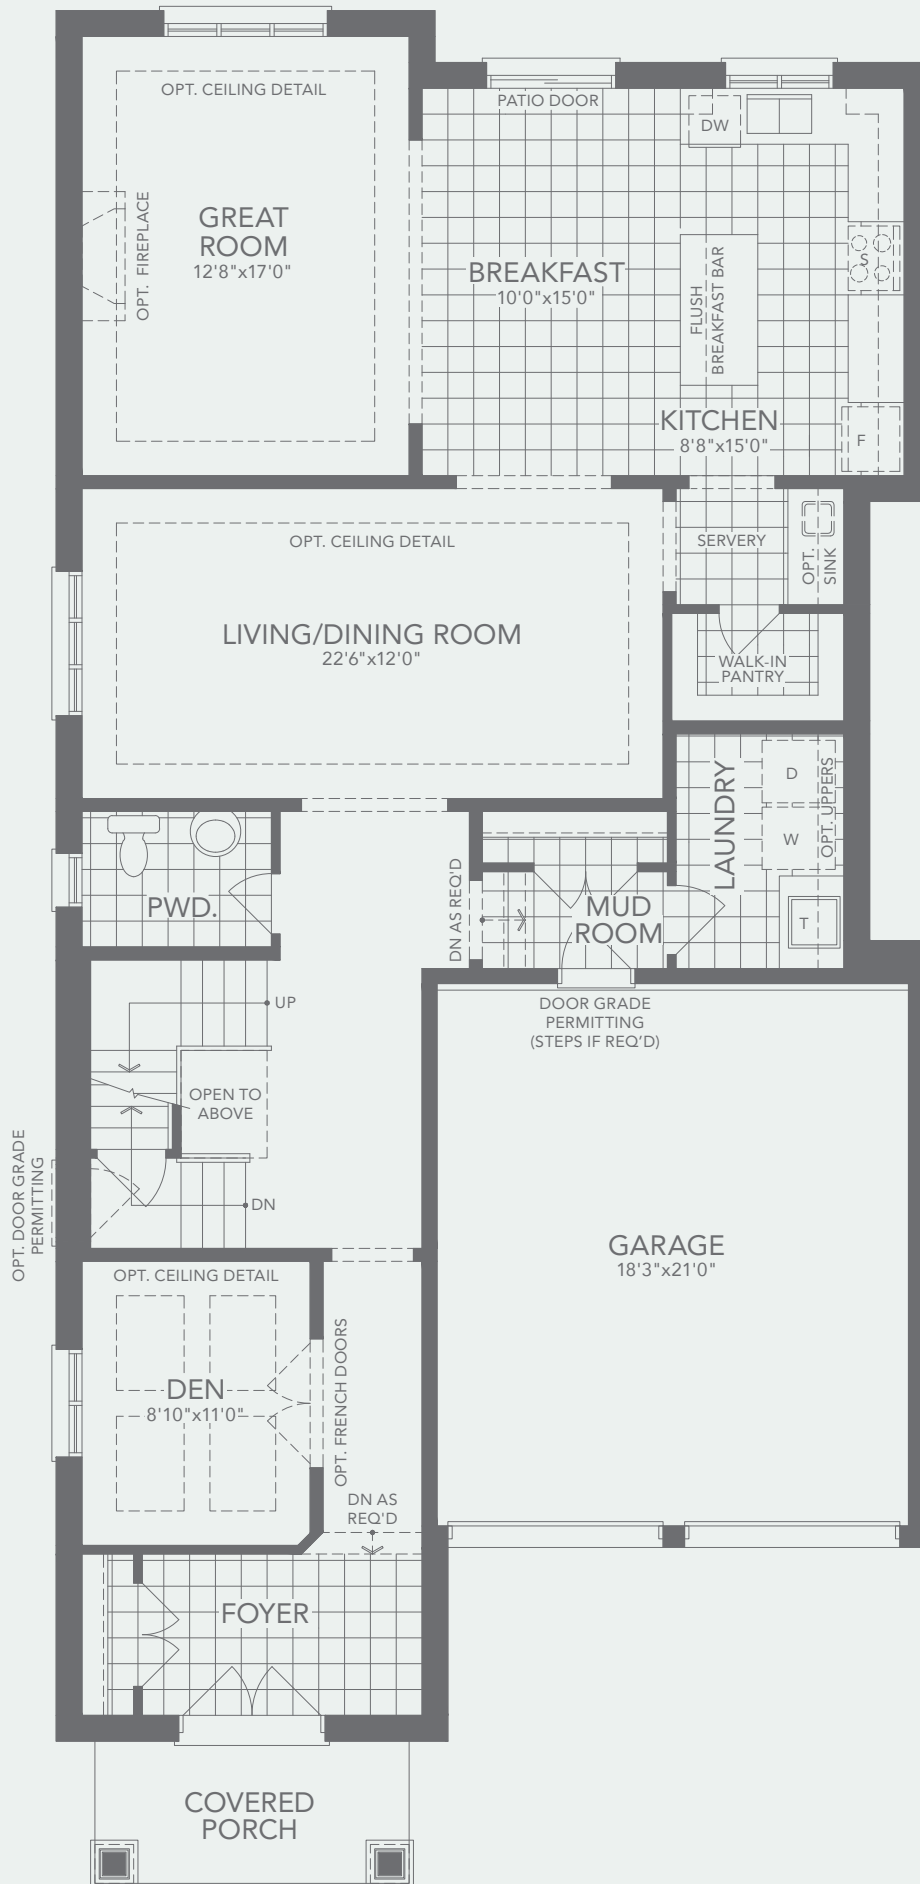 OPT. CEILING DETAIL
PATIO DOOR
DW
OPT. FIREPLACE
GREAT
ROOM
12'8"x17'0"
BREAKFAST
10'0"x15'0"
FLUSH
BREAKFAST BAR
S
KITCHEN
8'8"x15'0"
F
OPT. CEILING DETAIL
LIVING/DINING ROOM
22'6"x12'0"
SERVERY
OPT.
SINK
WALK-IN
PANTRY
LAUNDRY
D
W
OPT. UPPERS
T
PWD.
DN AS REQ'D
MUD
ROOM
DOOR GRADE
PERMITTING
(STEPS IF REQ'D)
UP
OPEN TO
ABOVE
DN
OPT. DOOR GRADE
PERMITTING
GARAGE
18'3"x21'0"
OPT. CEILING DETAIL
DEN
8'10"x11'0"
OPT. FRENCH DOORS
DN AS
REQ'D
FOYER
COVERED
PORCH